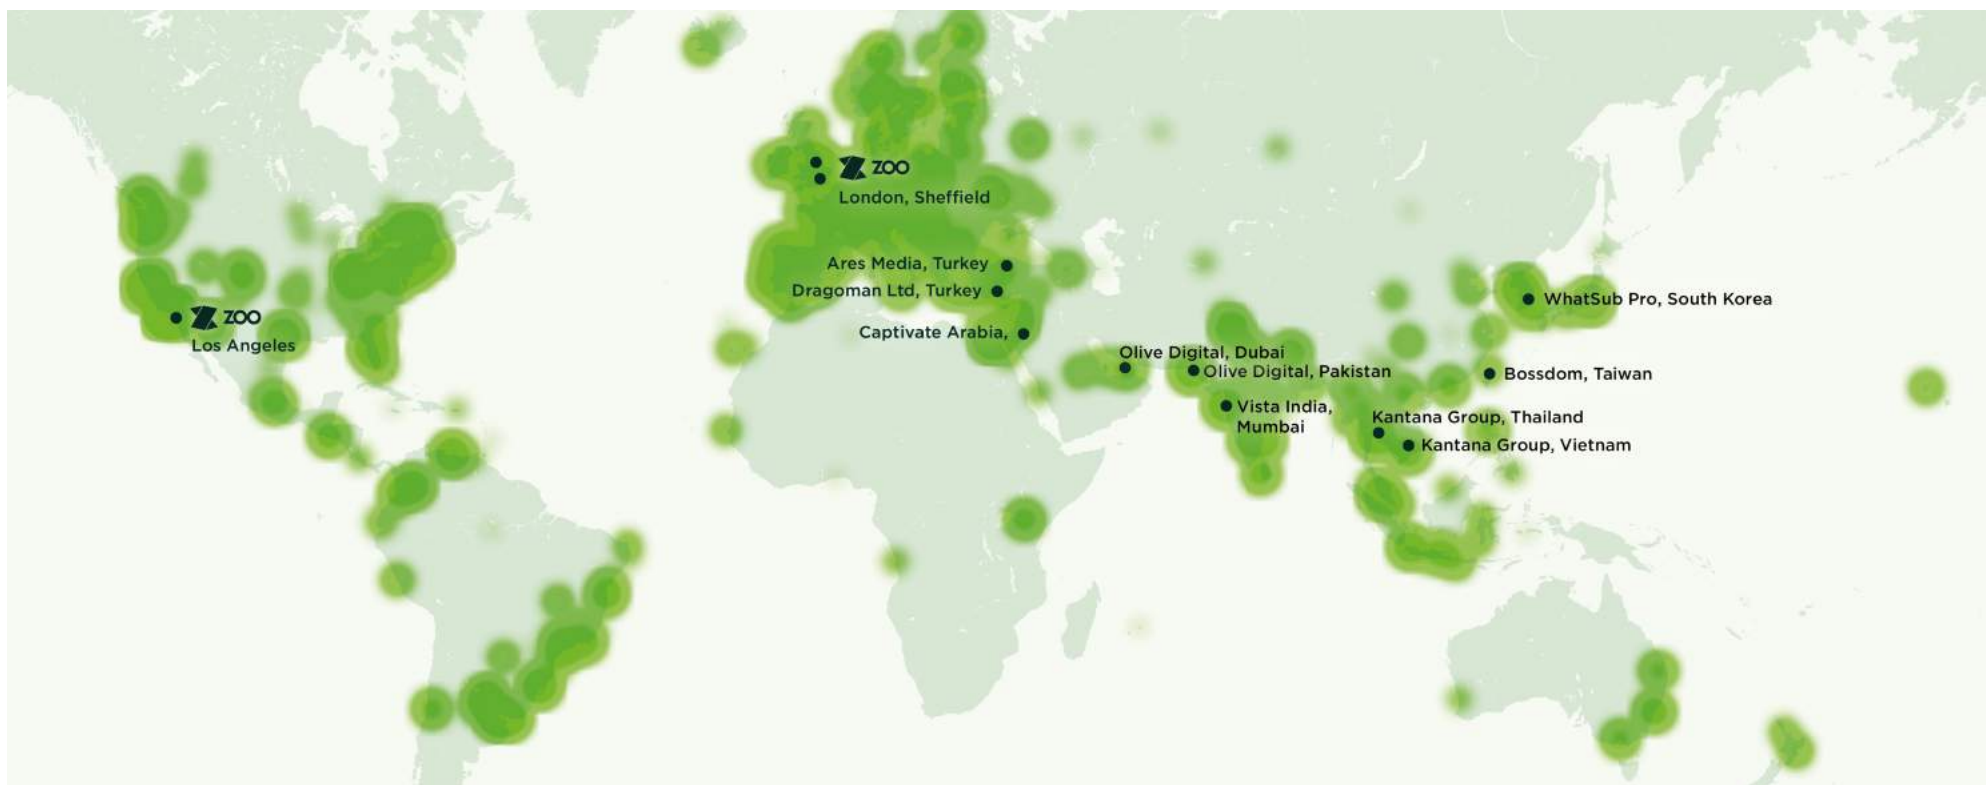 ZOO
London, Sheffield
Ares Media, Turkey
Dragoman Ltd, Turkey
ZOO
Los Angeles
Captivate Arabia,
WhatSub Pro, South Korea
Olive Digital, Dubai
Olive Digital, Pakistan
Bossdom, Taiwan
Vista India,
Mumbai
Kantana Group, Thailand
Kantana Group, Vietnam